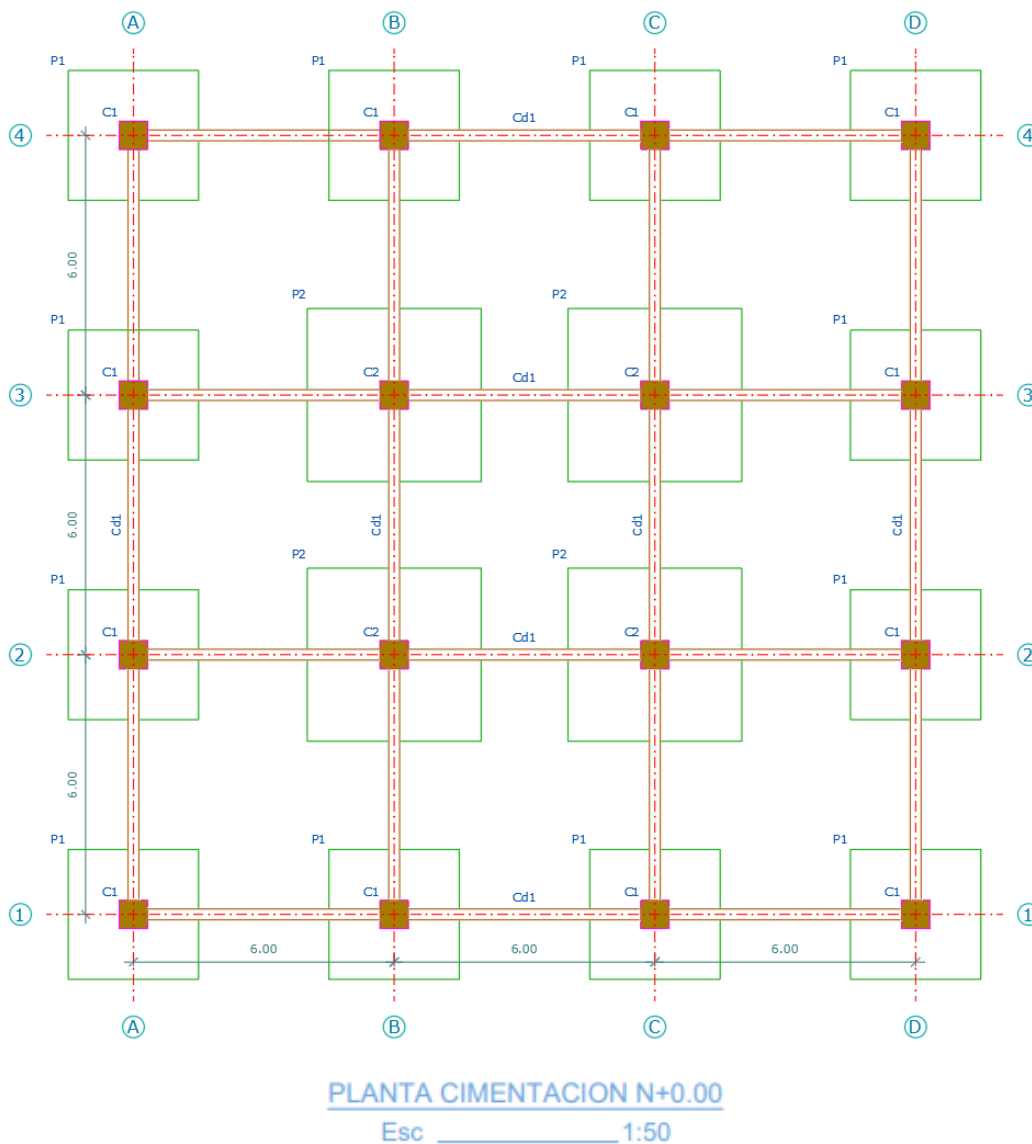 A B C D
P1 P1 P1 P1
C1 C1 C1 C1
Cd1
4 4
6.00
P2 P2
P1 P1
C1 C2 C2 C1
Cd1
3 3
6.00 Cd1 Cd1 Cd1 Cd1
P2 P2
P1 P1
C1 C2 C2 C1
Cd1
2 2
6.00
P1 P1 P1 P1
C1 C1 C1 C1
Cd1
1 1
6.00 6.00 6.00
A B C D
PLANTA CIMENTACION N+0.00
Esc ____________ 1:50